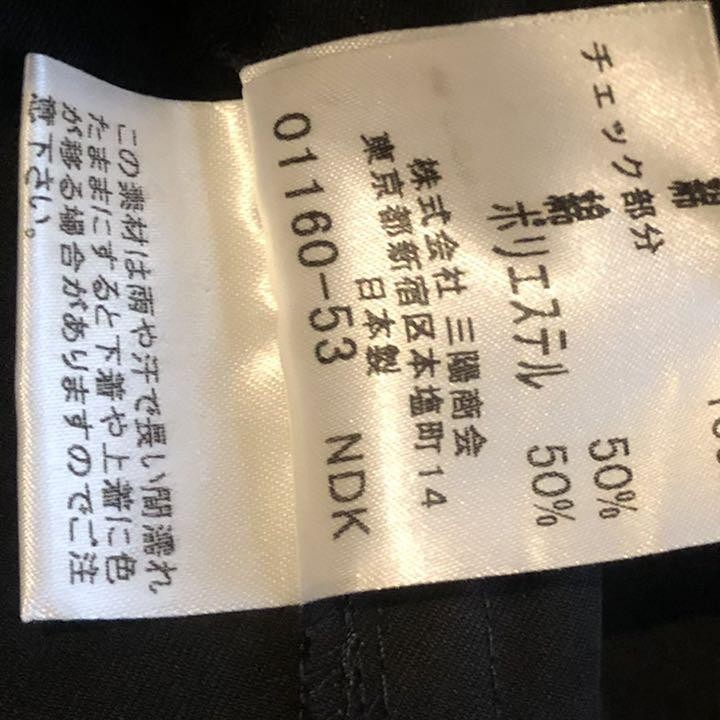 綿 100
チェック部分
綿 50%
ポリエステル 50%
株式会社 三陽商会
東京都新宿区本塩町14
日本製
01160-53 NDK
この素材は雨や汗で長い間濡れ
たままにすると下着や上着に色
が移る場合がありますのでご注
意下さい。